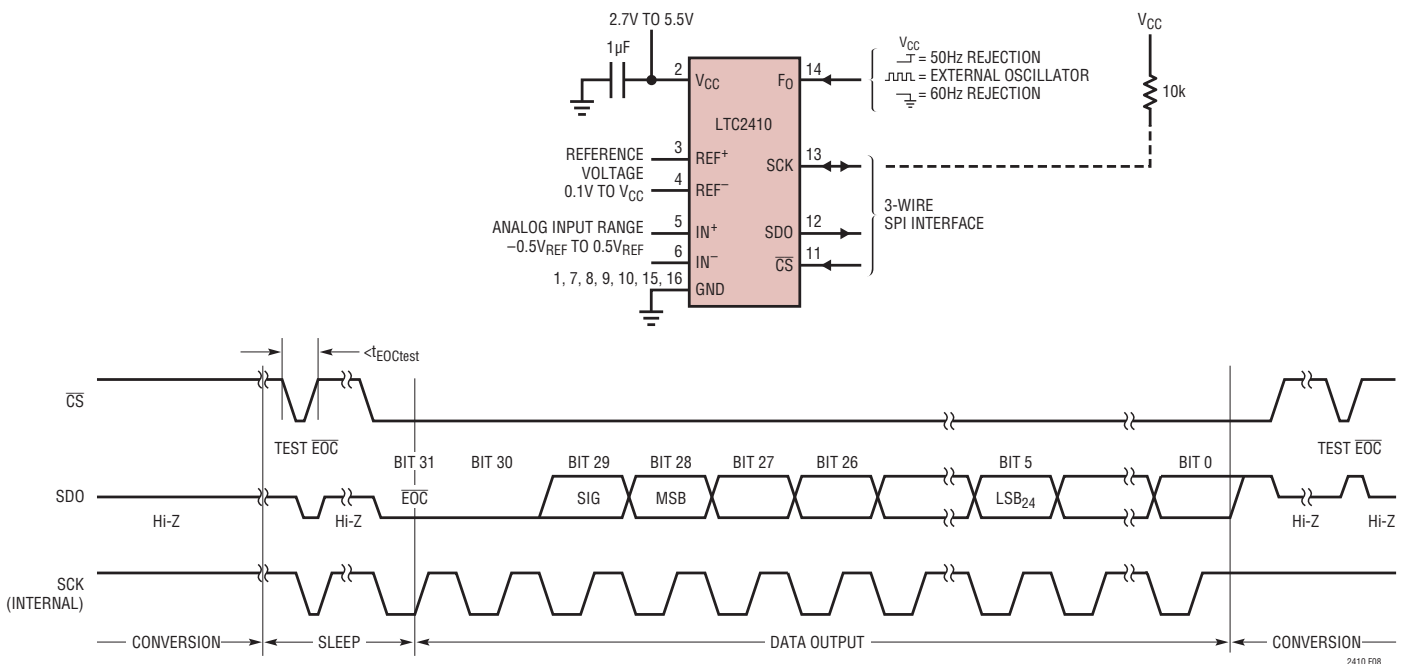 2.7V TO 5.5V
1µF
VCC
= 50Hz REJECTION
= EXTERNAL OSCILLATOR
= 60Hz REJECTION
VCC
10k
2
VCC
FO
14
LTC2410
REFERENCE
VOLTAGE
0.1V TO VCC
3
REF+
SCK
13
4
REF–
ANALOG INPUT RANGE
–0.5VREF TO 0.5VREF
5
IN+
SDO
12
6
IN–
CS
11
3-WIRE
SPI INTERFACE
1, 7, 8, 9, 10, 15, 16
GND
<tEOCtest
CS
TEST EOC
TEST EOC
BIT 31
BIT 30
BIT 29
BIT 28
BIT 27
BIT 26
BIT 5
BIT 0
SDO
EOC
SIG
MSB
LSB24
Hi-Z
Hi-Z
Hi-Z
Hi-Z
SCK
(INTERNAL)
CONVERSION
SLEEP
DATA OUTPUT
CONVERSION
2410 F08